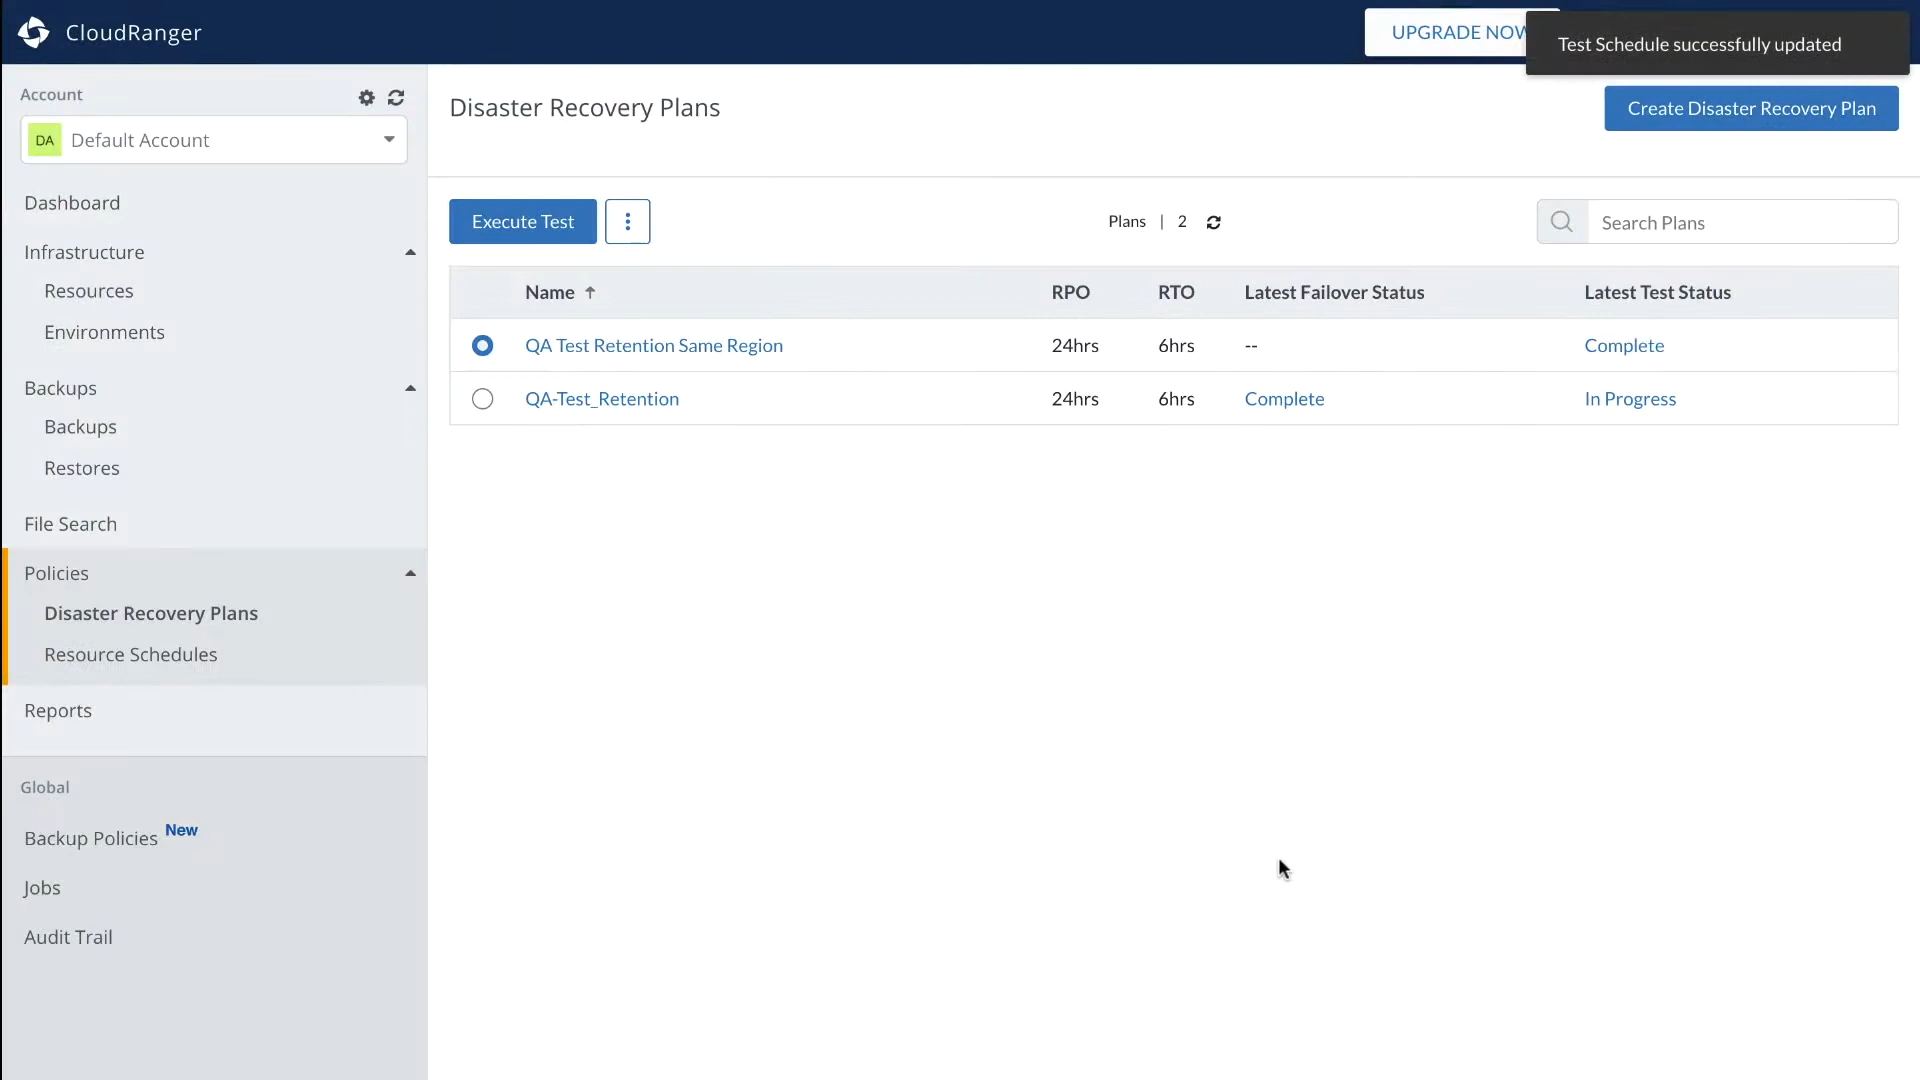 CloudRanger
UPGRADE NOW
Test Schedule successfully updated
Account
DA Default Account
Dashboard
Infrastructure
Resources
Environments
Backups
Backups
Restores
File Search
Policies
Disaster Recovery Plans
Resource Schedules
Reports
Global
Backup Policies New
Jobs
Audit Trail
Disaster Recovery Plans
Create Disaster Recovery Plan
Execute Test
Plans | 2
Search Plans
Name ↑ RPO RTO Latest Failover Status Latest Test Status
QA Test Retention Same Region 24hrs 6hrs -- Complete
QA-Test_Retention 24hrs 6hrs Complete In Progress